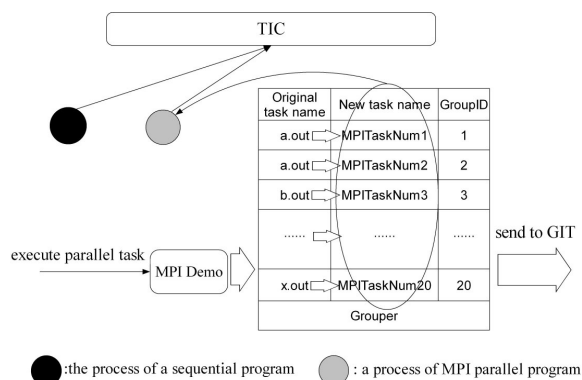 TIC
Original task name New task name GroupID
a.out MPITaskNum1 1
a.out MPITaskNum2 2
b.out MPITaskNum3 3
...... ...... ......
send to GIT
execute parallel task
MPI Demo
x.out MPITaskNum20 20
Grouper
:the process of a sequential program : a process of MPI parallel program